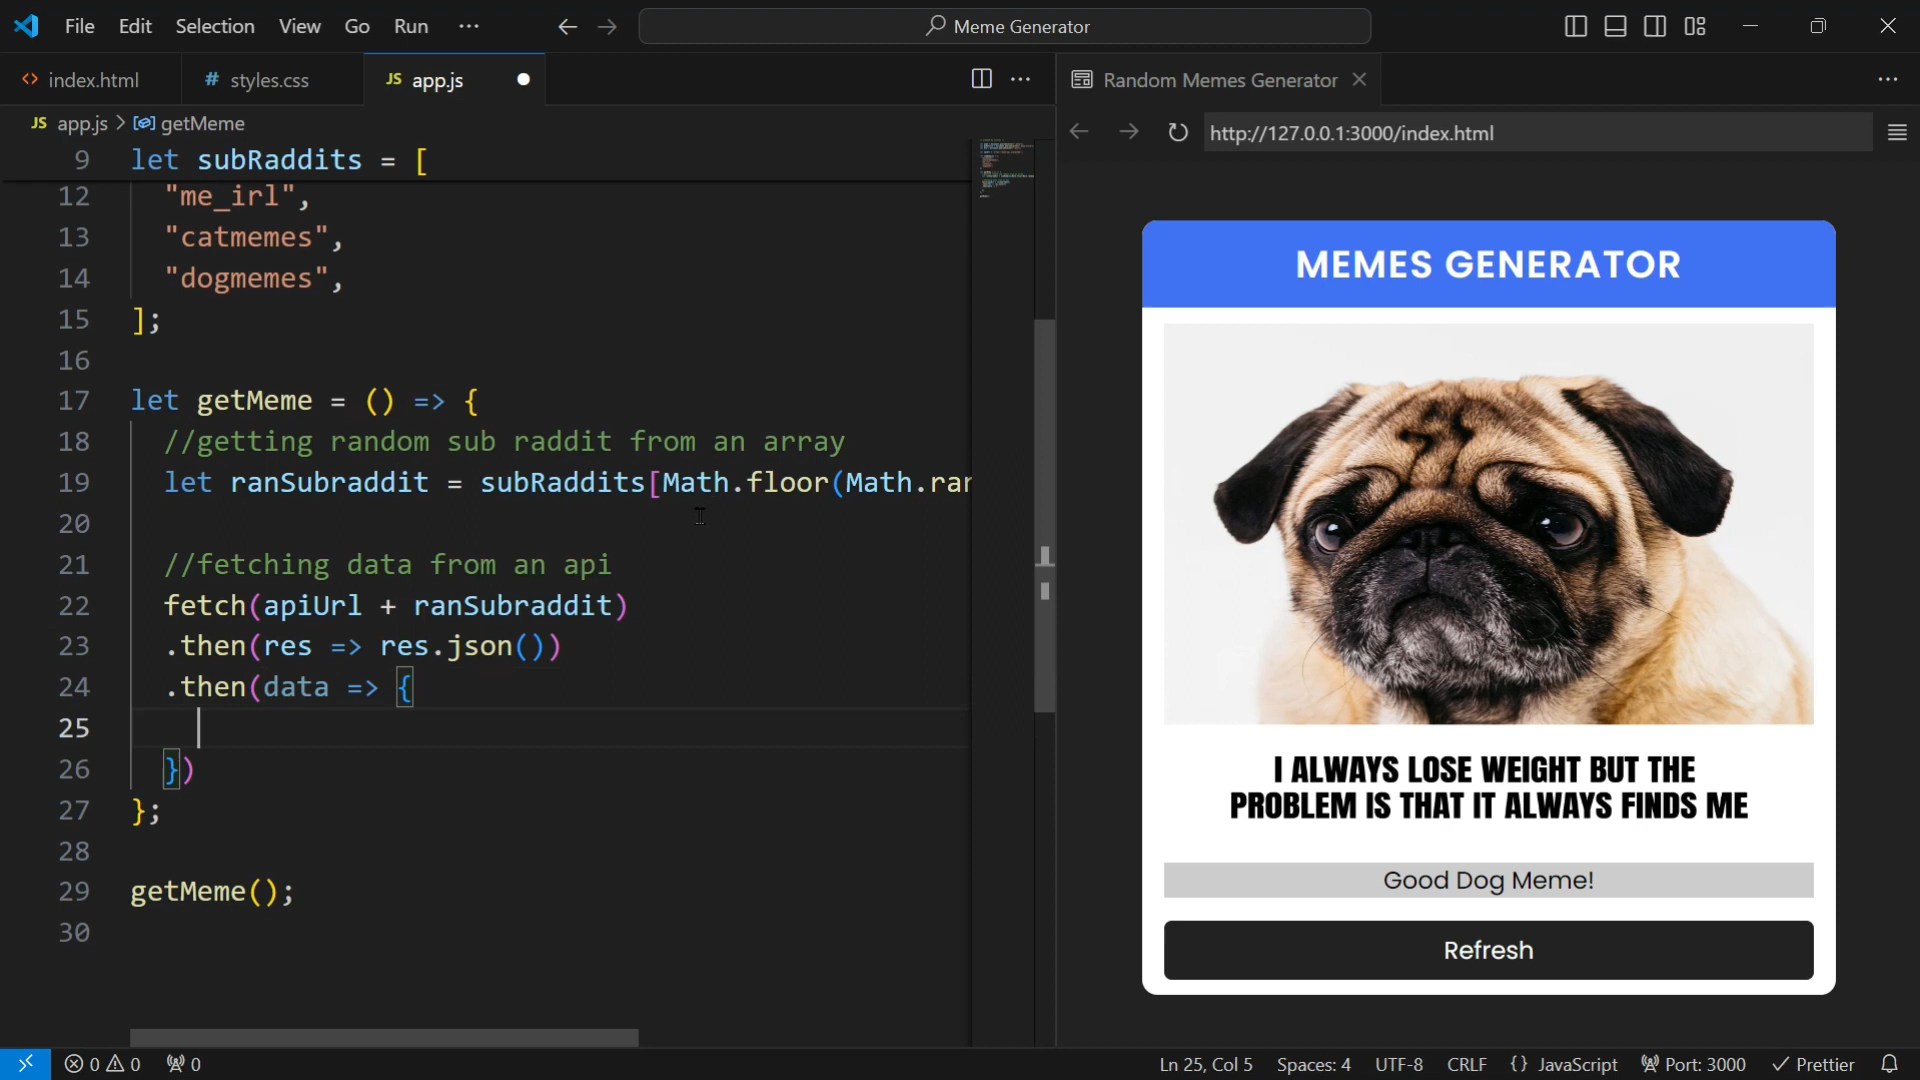 File Edit Selection View Go Run ···
Meme Generator
<> index.html
# styles.css
JS app.js
Random Memes Generator
JS app.js > getMeme
http://127.0.0.1:3000/index.html
9 let subRaddits = [
12 "me_irl",
13 "catmemes",
14 "dogmemes",
15 ];
16
17 let getMeme = () => {
18 //getting random sub raddit from an array
19 let ranSubraddit = subRaddits[Math.floor(Math.ran
20
21 //fetching data from an api
22 fetch(apiUrl + ranSubraddit)
23 .then(res => res.json())
24 .then(data => {
25
26 })
27 };
28
29 getMeme();
30
MEMES GENERATOR
I ALWAYS LOSE WEIGHT BUT THE
PROBLEM IS THAT IT ALWAYS FINDS ME
Good Dog Meme!
Refresh
0 0 0
Ln 25, Col 5 Spaces: 4 UTF-8 CRLF {} JavaScript Port: 3000 Prettier